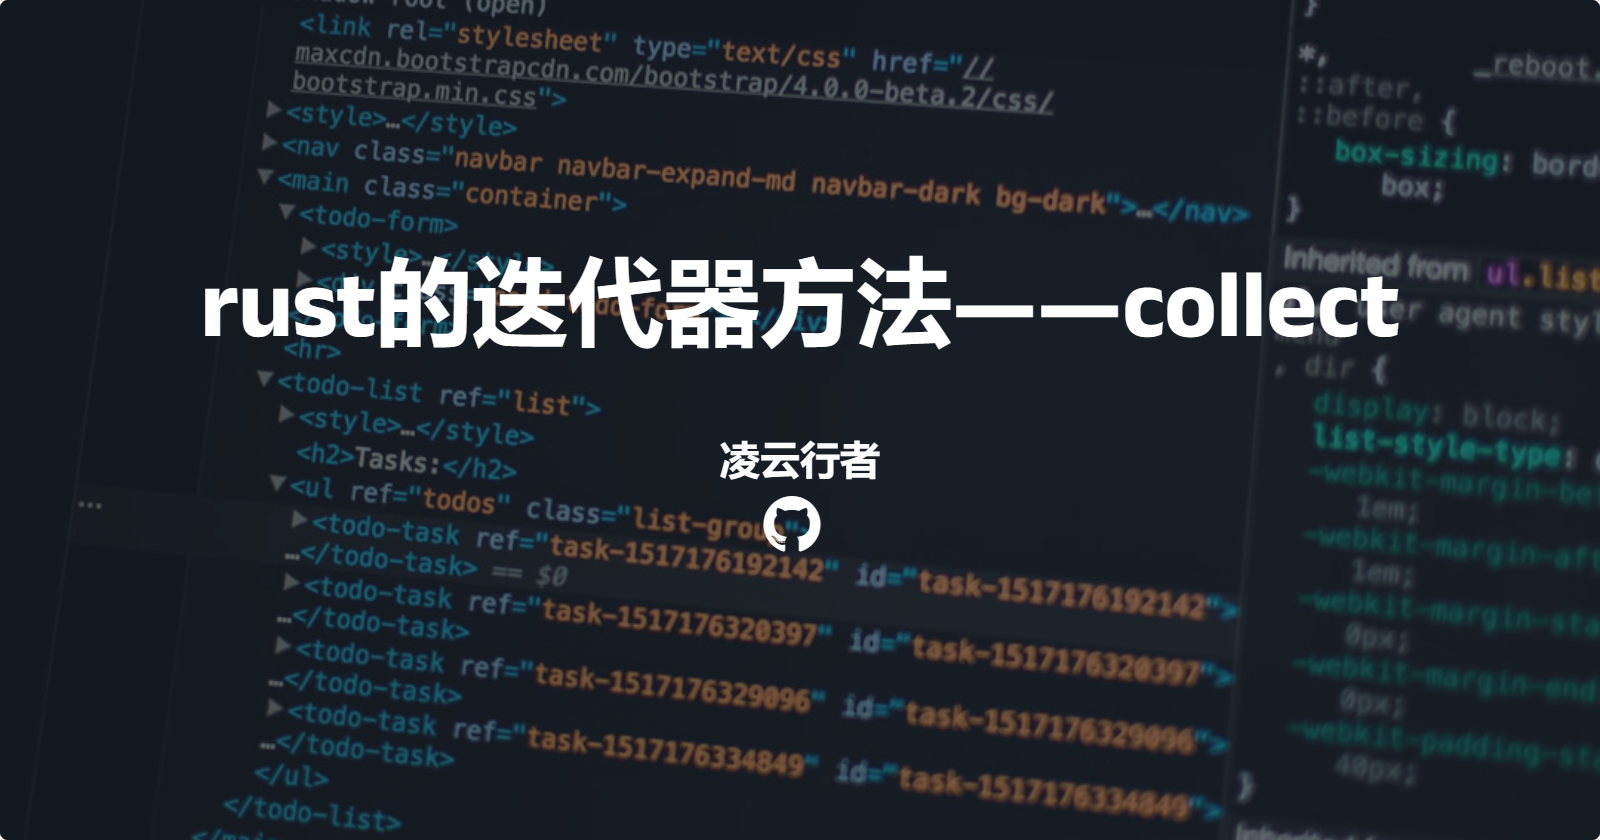 <link rel="stylesheet" type="text/css" href="//
maxcdn.bootstrapcdn.com/bootstrap/4.0.0-beta.2/css/
bootstrap.min.css">
<style>…</style>
<nav class="navbar navbar-expand-md navbar-dark bg-dark">…</nav>
<main class="container">
<todo-form>
<style>…</style>
rust的迭代器方法——collect
<hr>
<todo-list ref="list">
<style>…</style>
<h2>Tasks:</h2>
凌云行者
<ul ref="todos" class="list-group">
<todo-task ref="task-1517176192142" id="task-1517176192142">
…</todo-task> == $0
<todo-task ref="task-1517176320397" id="task-1517176320397">
…</todo-task>
<todo-task ref="task-1517176329096" id="task-1517176329096">
…</todo-task>
<todo-task ref="task-1517176334849" id="task-1517176334849">
…</todo-task>
</ul>
</todo-list>
}
*,
_reboot.
::after,
::before {
box-sizing: bord
box;
}
Inherited from ul.list
user agent styl
, dir {
display: block;
list-style-type:
-webkit-margin-be
1em;
-webkit-margin-aft
1em;
-webkit-margin-sta
0px;
-webkit-margin-end
0px;
-webkit-padding-sta
40px;
}